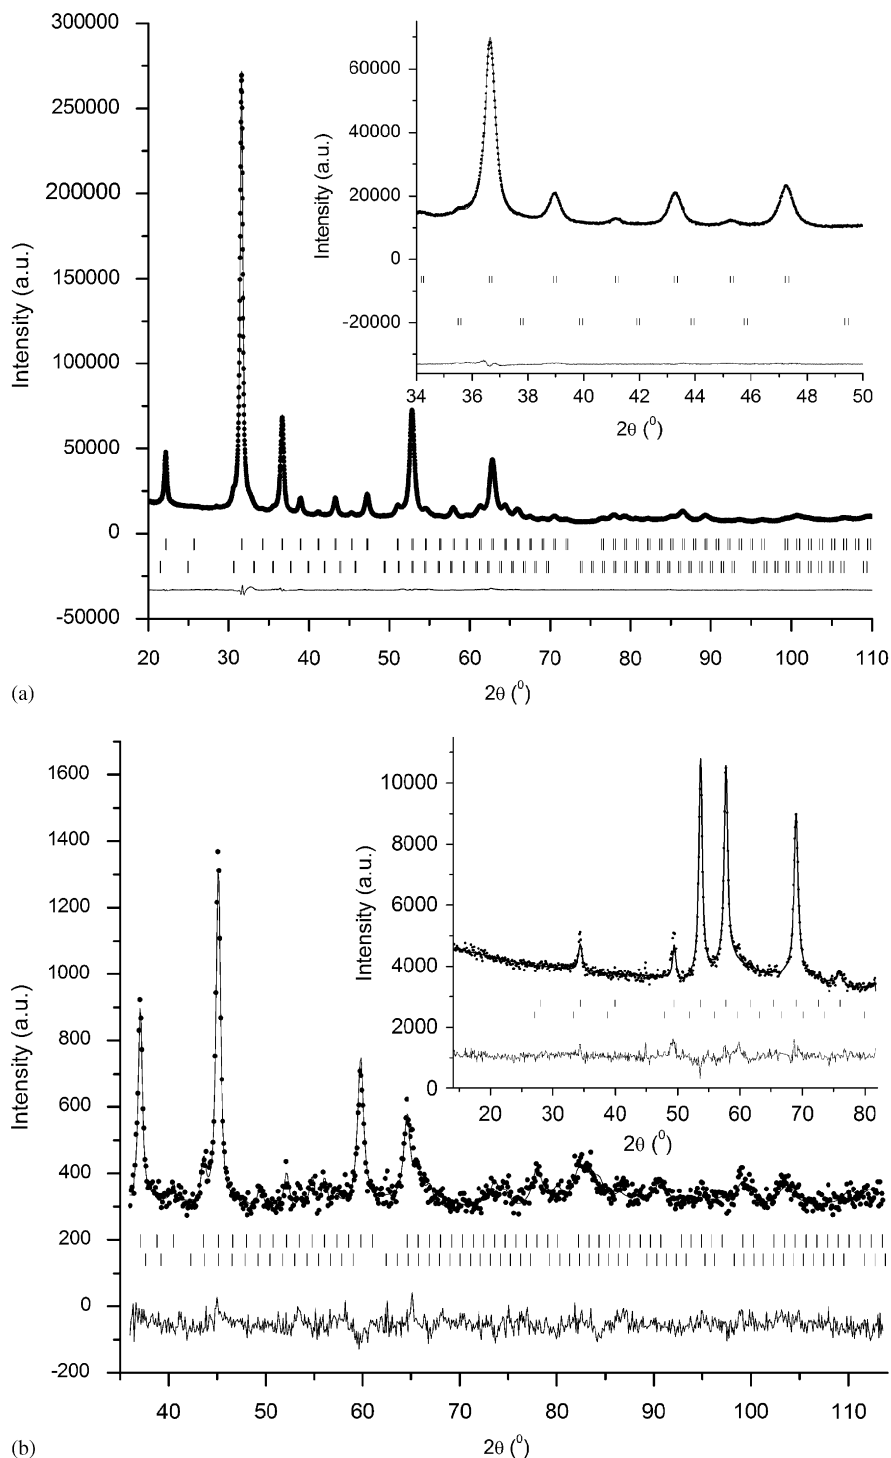 300000
250000
200000
150000
100000
50000
0
-50000
Intensity (a.u.)
20 30 40 50 60 70 80 90 100 110
2θ (⁰)
60000
40000
20000
0
-20000
Intensity (a.u.)
34 36 38 40 42 44 46 48 50
2θ (⁰)
(a)
1600
1400
1200
1000
800
600
400
200
0
-200
Intensity (a.u.)
40 50 60 70 80 90 100 110
2θ (⁰)
10000
8000
6000
4000
2000
0
Intensity (a.u.)
20 30 40 50 60 70 80
2θ (⁰)
(b)